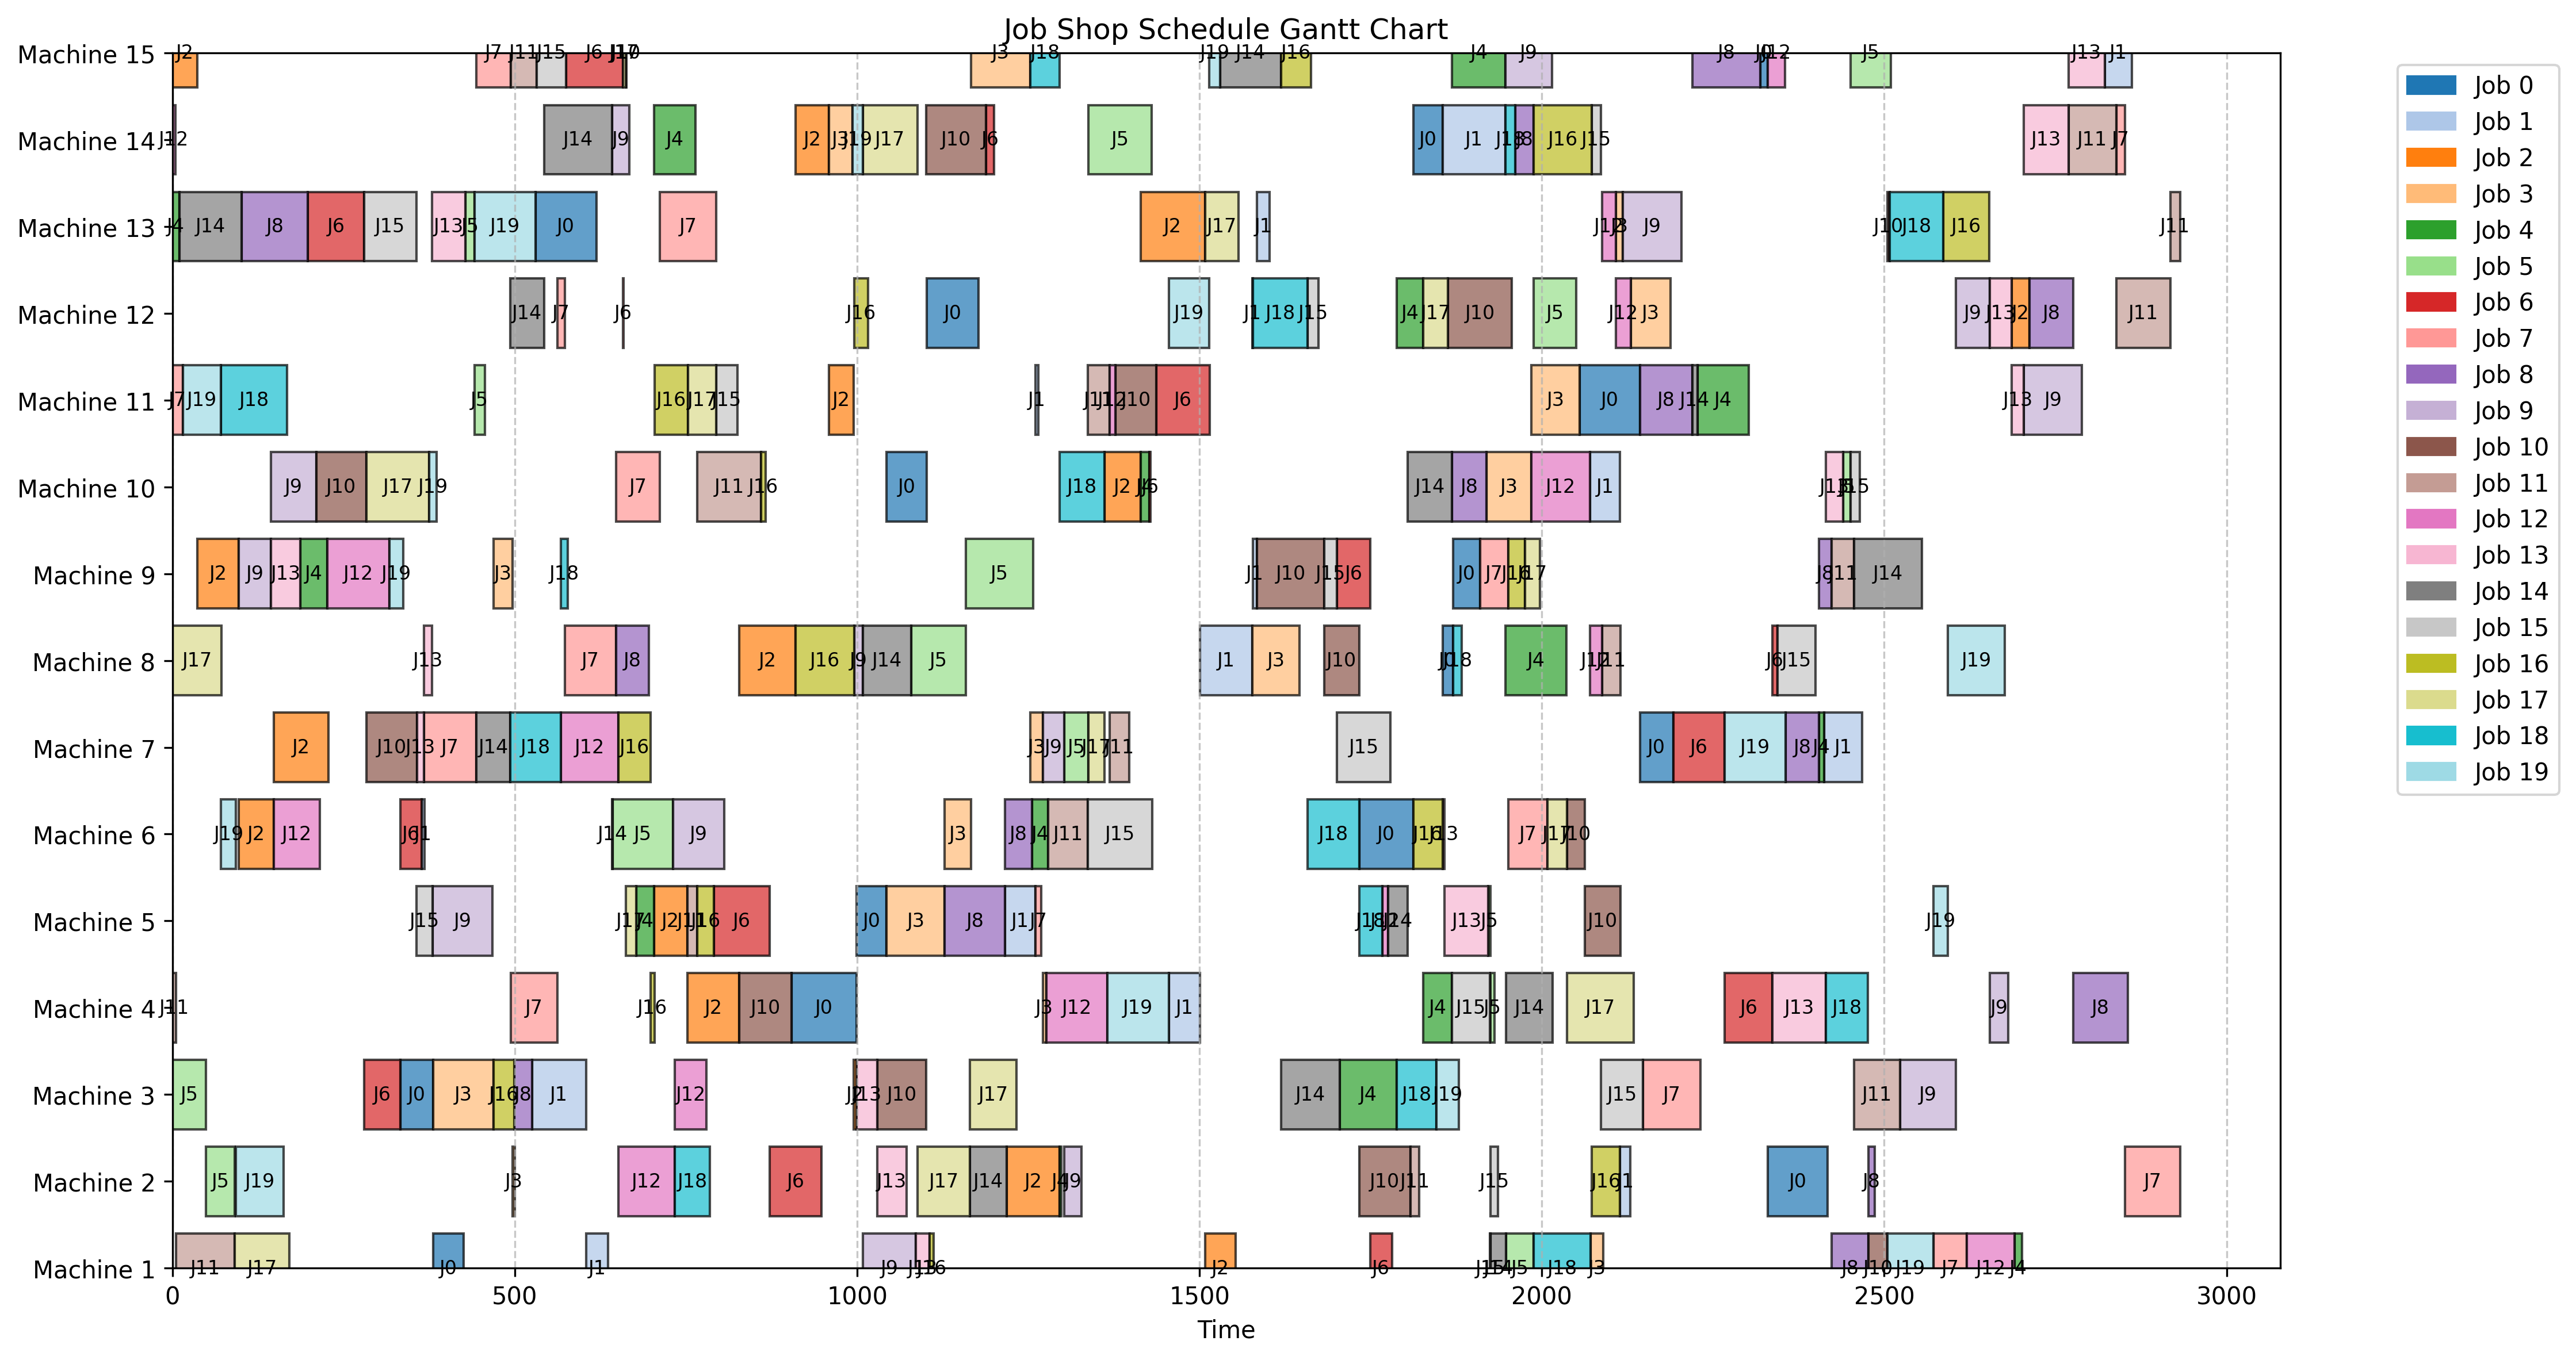 Job Shop Schedule Gantt Chart
Machine 15 J2 J7 J11 J15 J6 J17 J10 J3 J18 J19 J14 J16 J4 J9 J8 J0 J12 J5 J13 J1
Machine 14 J12 J14 J9 J4 J2 J3 J19 J17 J10 J6 J5 J0 J1 J18 J8 J16 J15 J13 J11 J7
Machine 13 J4 J14 J8 J6 J15 J13 J5 J19 J0 J7 J2 J17 J1 J12 J3 J9 J10 J18 J16 J11
Machine 12 J14 J7 J6 J16 J0 J19 J1 J18 J15 J4 J17 J10 J5 J12 J3 J9 J13 J2 J8 J11
Machine 11 J7 J19 J18 J5 J16 J17 J15 J2 J1 J11 J12 J10 J6 J3 J0 J8 J14 J4 J13 J9
Machine 10 J9 J10 J17 J19 J7 J11 J16 J0 J18 J2 J4 J6 J14 J8 J3 J12 J1 J13 J5 J15
Machine 9 J2 J9 J13 J4 J12 J19 J3 J18 J5 J1 J10 J15 J6 J0 J7 J16 J17 J8 J11 J14
Machine 8 J17 J13 J7 J8 J2 J16 J9 J14 J5 J1 J3 J10 J0 J18 J4 J12 J11 J6 J15 J19
Machine 7 J2 J10 J13 J7 J14 J18 J12 J16 J3 J9 J5 J17 J11 J15 J0 J6 J19 J8 J4 J1
Machine 6 J19 J2 J12 J6 J1 J14 J5 J9 J3 J8 J4 J11 J15 J18 J0 J16 J13 J7 J17 J10
Machine 5 J15 J9 J17 J4 J2 J11 J16 J6 J0 J3 J8 J1 J7 J18 J12 J14 J13 J5 J10 J19
Machine 4 J11 J7 J16 J2 J10 J0 J3 J12 J19 J1 J4 J15 J5 J14 J17 J6 J13 J18 J9 J8
Machine 3 J5 J6 J0 J3 J16 J8 J1 J12 J2 J13 J10 J17 J14 J4 J18 J19 J15 J7 J11 J9
Machine 2 J5 J19 J3 J12 J18 J6 J13 J17 J14 J2 J4 J9 J10 J11 J15 J16 J1 J0 J8 J7
Machine 1 J11 J17 J0 J1 J9 J13 J16 J2 J6 J15 J14 J5 J18 J3 J8 J10 J19 J7 J12 J4
0 500 1000 1500 2000 2500 3000
Time
Job 0
Job 1
Job 2
Job 3
Job 4
Job 5
Job 6
Job 7
Job 8
Job 9
Job 10
Job 11
Job 12
Job 13
Job 14
Job 15
Job 16
Job 17
Job 18
Job 19